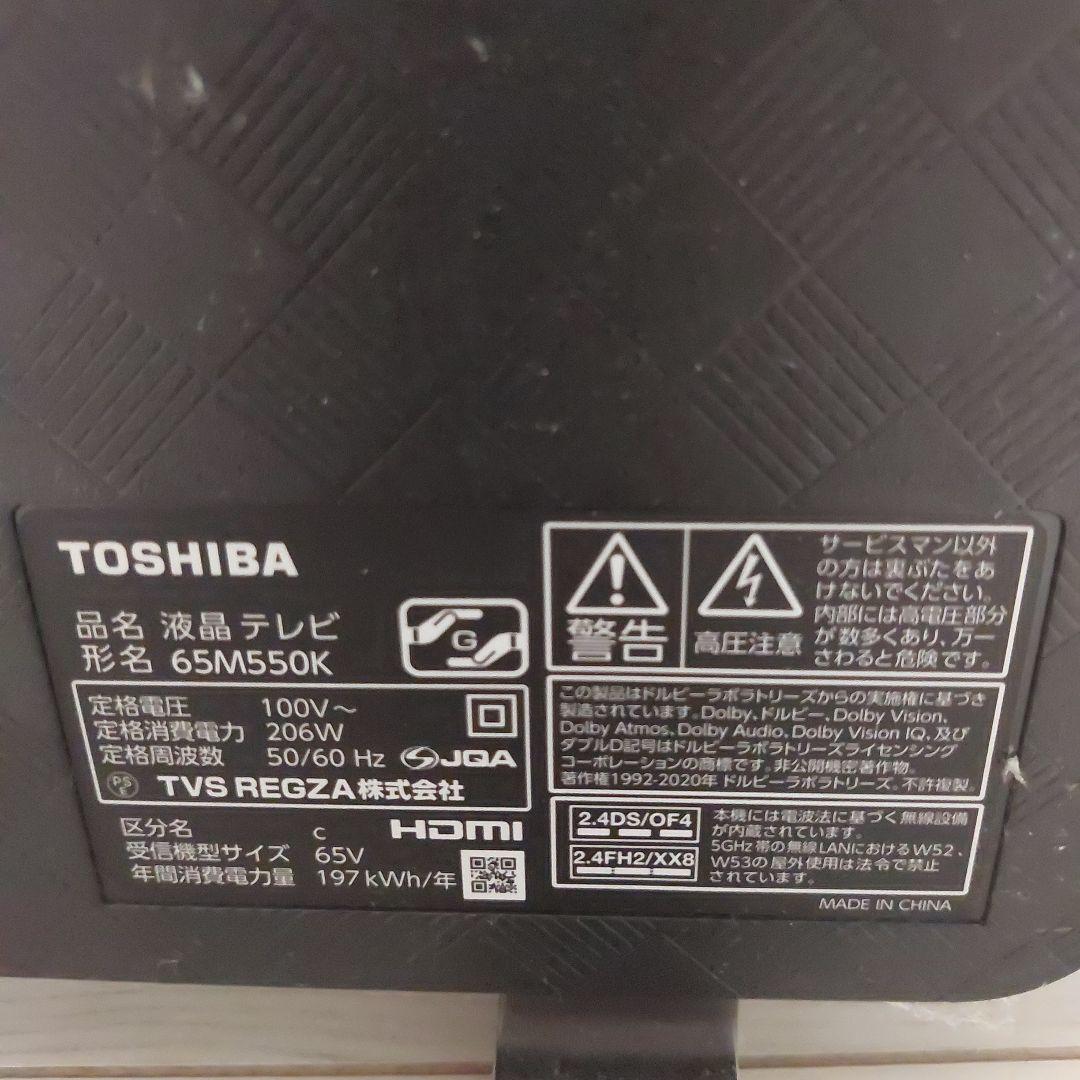 TOSHIBA
品名 液晶テレビ
形名 65M550K
G
定格電圧 100V～
定格消費電力 206W
定格周波数 50/60 Hz
JQA
PS
E
TVS REGZA株式会社
区分名 c
HDMI
受信機型サイズ 65V
年間消費電力量 197 kWh/年
警告
高圧注意
サービスマン以外
の方は裏ぶたをあ
けないでください。
内部には高電圧部分
が数多くあり、万一
さわると危険です。
この製品はドルビーラボラトリーズからの実施権に基づき
製造されています。Dolby、ドルビー、Dolby Vision、
Dolby Atmos、Dolby Audio、Dolby Vision IQ、及び
ダブルD記号はドルビーラボラトリーズライセンシング
コーポレーションの商標です。非公開機密著作物。
著作権1992-2020年 ドルビーラボラトリーズ。不許複製。
2.4DS/OF4
2.4FH2/XX8
本機には電波法に基づく無線設備
が内蔵されています。
5GHz 帯の無線LANにおけるW52、
W53の屋外使用は法令で禁止
されています。
MADE IN CHINA